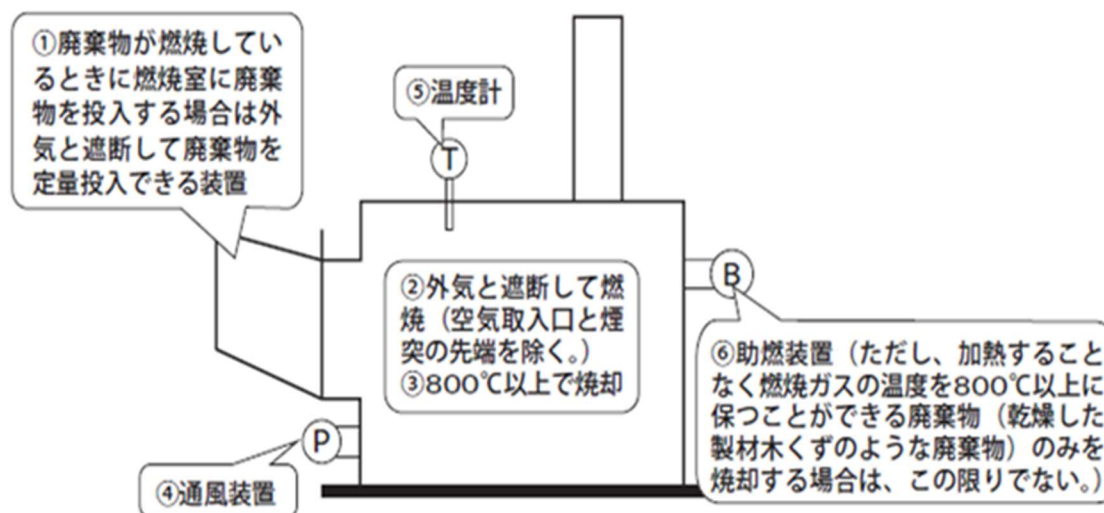 ①廃棄物が燃焼してい
るときに燃焼室に廃棄
物を投入する場合は外
気と遮断して廃棄物を
定量投入できる装置
⑤温度計
T
②外気と遮断して燃
焼（空気取入口と煙
突の先端を除く。）
③800℃以上で焼却
B
⑥助燃装置（ただし、加熱すること
なく燃焼ガスの温度を800℃以上に
保つことができる廃棄物（乾燥した
製材木くずのような廃棄物）のみを
焼却する場合は、この限りでない。）
P
④通風装置